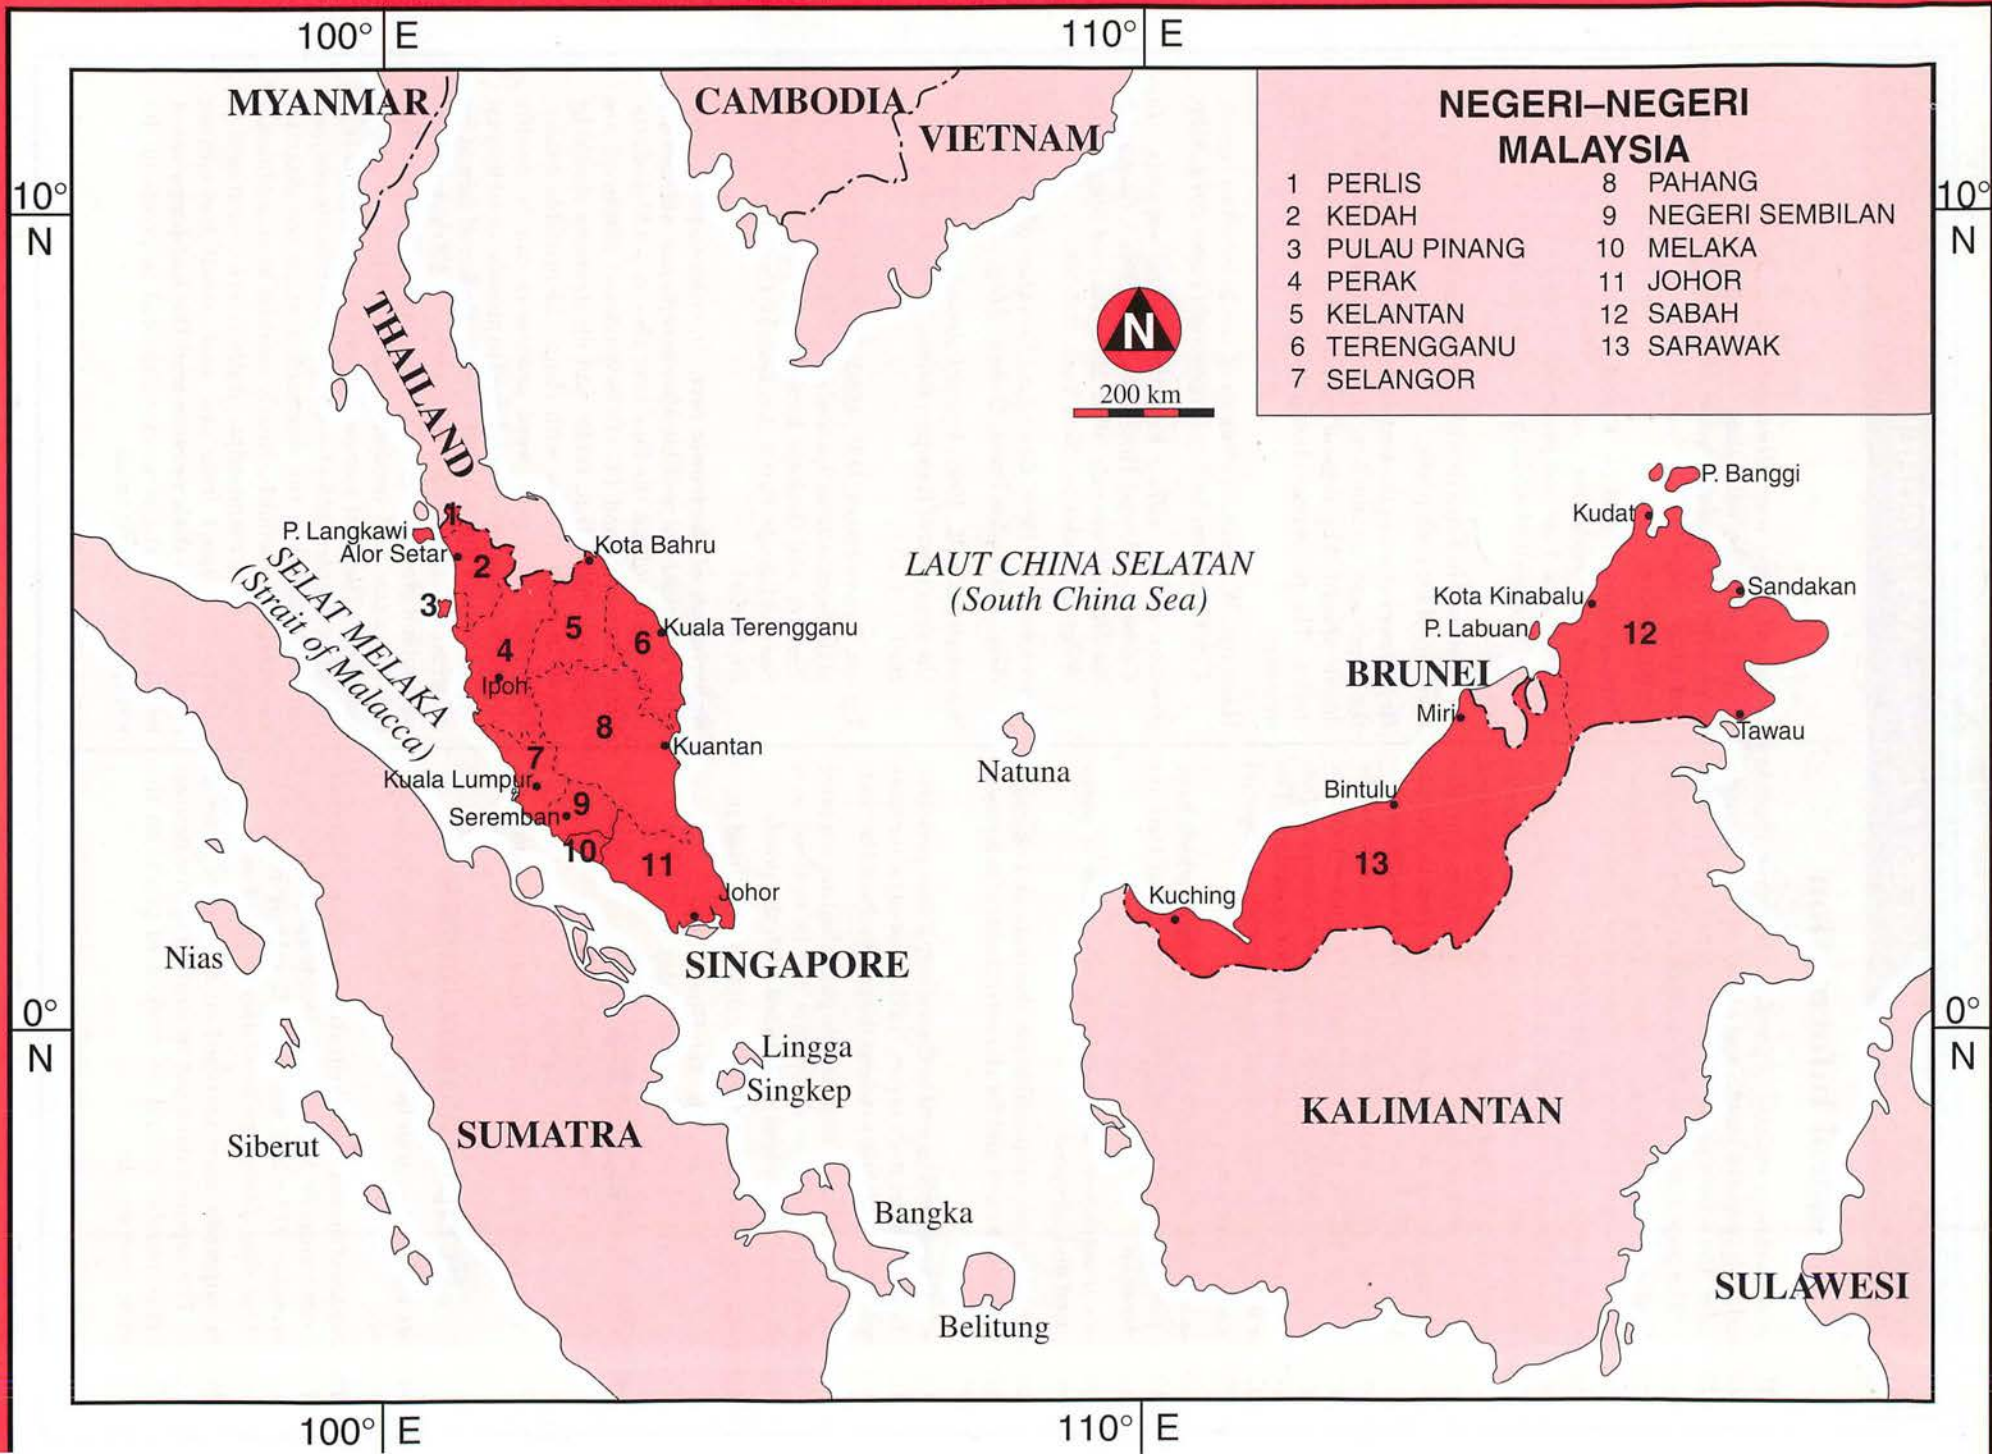 100° E
110° E
MYANMAR
CAMBODIA
VIETNAM
NEGERI–NEGERI
MALAYSIA
1 PERLIS
2 KEDAH
3 PULAU PINANG
4 PERAK
5 KELANTAN
6 TERENGGANU
7 SELANGOR
8 PAHANG
9 NEGERI SEMBILAN
10 MELAKA
11 JOHOR
12 SABAH
13 SARAWAK
10°
N
10°
N
THAILAND
N
200 km
P. Banggi
Kudat
1
P. Langkawi
Alor Setar
2
Kota Bahru
SELAT MELAKA
(Strait of Malacca)
LAUT CHINA SELATAN
(South China Sea)
Kota Kinabalu
Sandakan
3
4
5
6
Kuala Terengganu
P. Labuan
12
Ipoh
BRUNEI
Miri
Tawau
7
8
Kuantan
Natuna
Kuala Lumpur
Bintulu
9
Seremban
10
11
13
Johor
Kuching
Nias
SINGAPORE
0°
N
0°
N
Lingga
Singkep
Siberut
SUMATRA
KALIMANTAN
Bangka
Belitung
SULAWESI
100° E
110° E